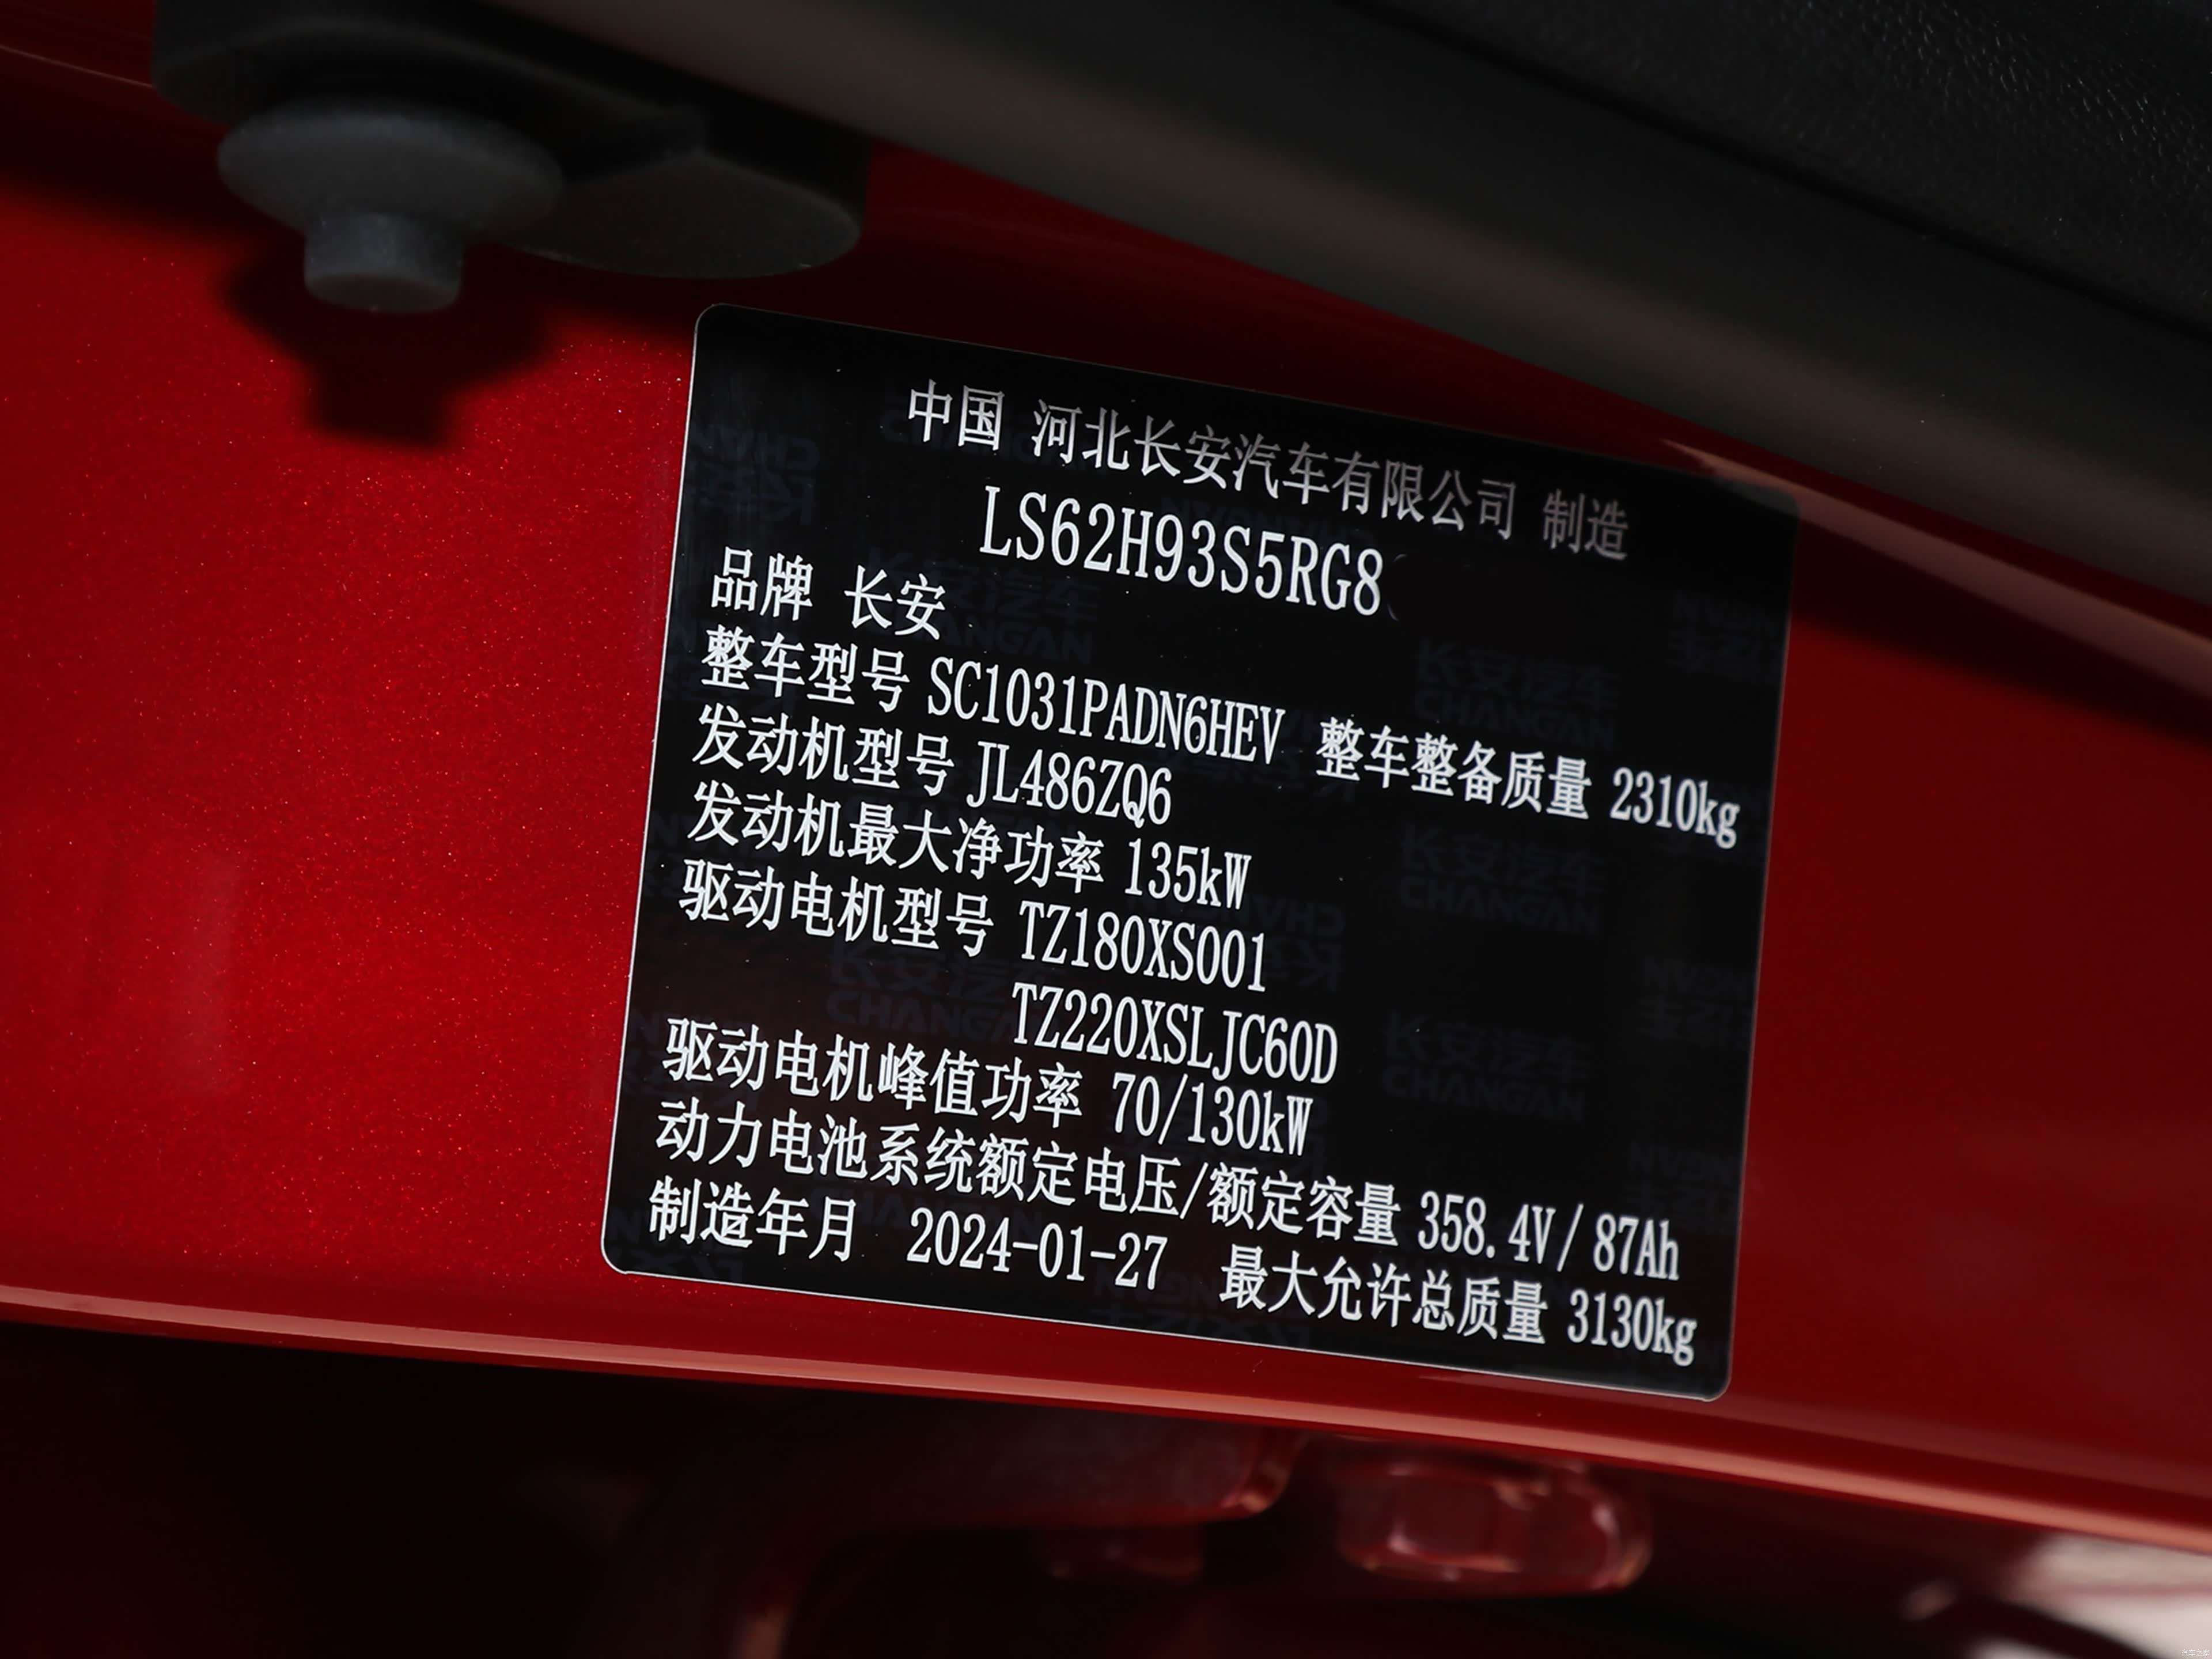 中国 河北长安汽车有限公司 制造
LS62H93S5RG8
品牌 长安
整车型号 SC1031PADN6HEV 整车整备质量 2310kg
发动机型号 JL486ZQ6
发动机最大净功率 135kW
驱动电机型号 TZ180XS001
TZ220XSLJC60D
驱动电机峰值功率 70/130kW
动力电池系统额定电压/额定容量 358.4V/87Ah
制造年月 2024-01-27 最大允许总质量 3130kg
汽车之家